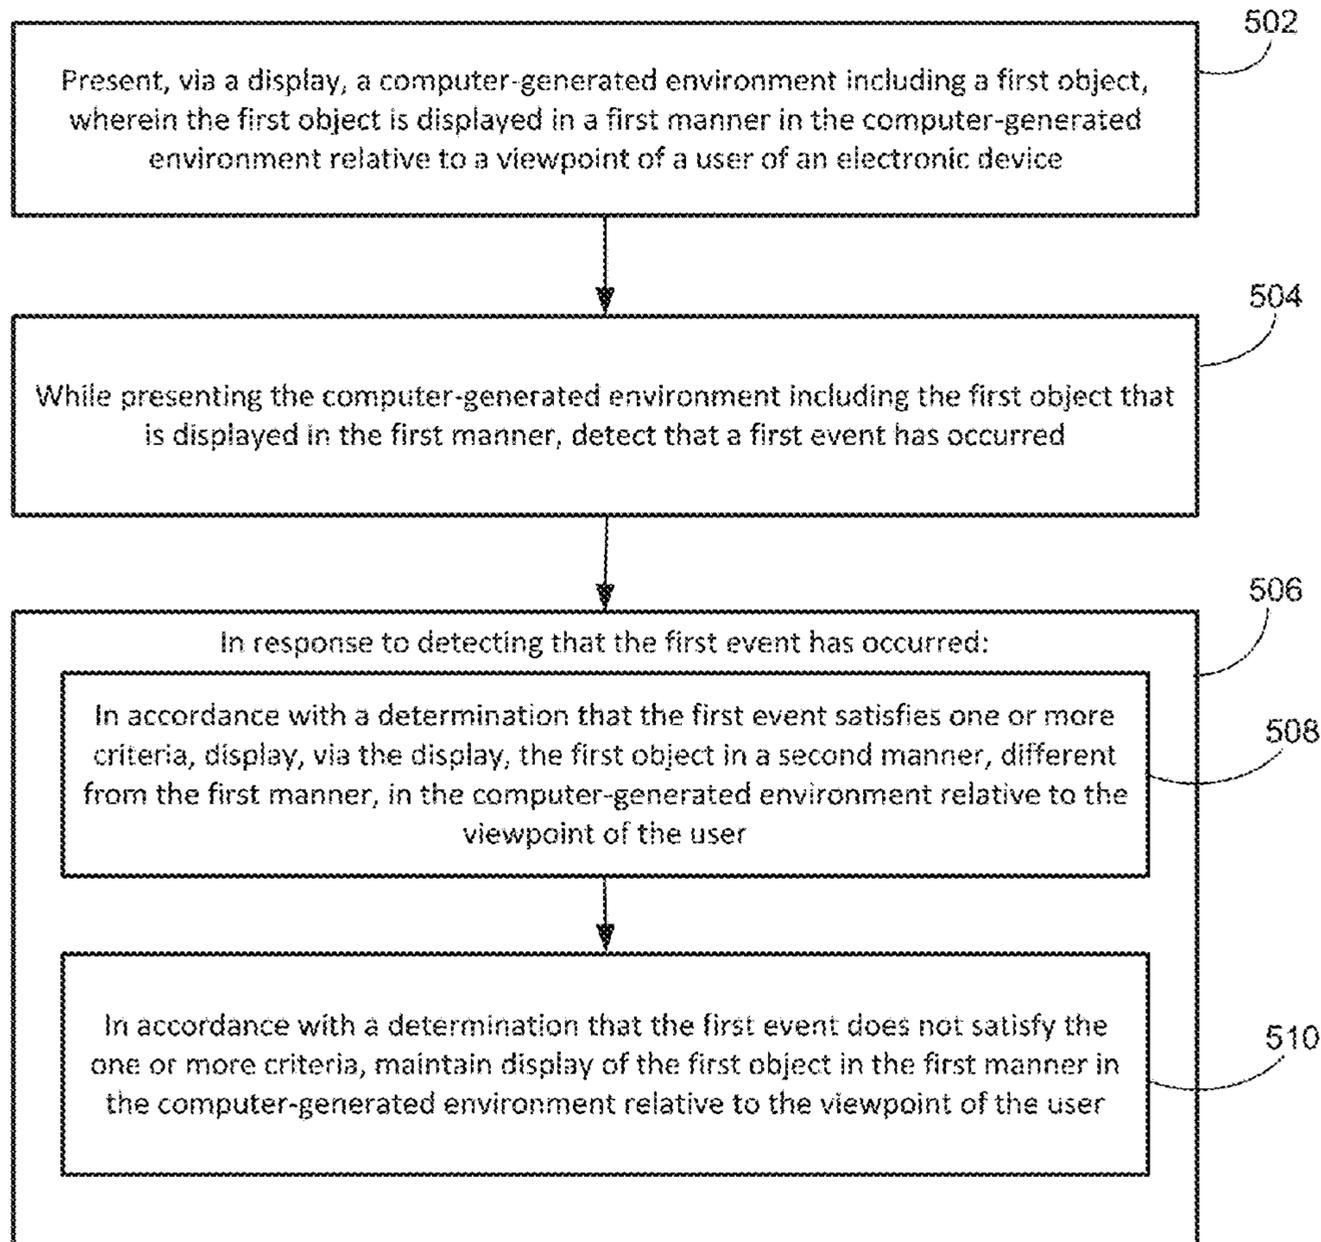 502
Present, via a display, a computer-generated environment including a first object,
wherein the first object is displayed in a first manner in the computer-generated
environment relative to a viewpoint of a user of an electronic device
504
While presenting the computer-generated environment including the first object that
is displayed in the first manner, detect that a first event has occurred
506
In response to detecting that the first event has occurred:
508
In accordance with a determination that the first event satisfies one or more
criteria, display, via the display, the first object in a second manner, different
from the first manner, in the computer-generated environment relative to the
viewpoint of the user
510
In accordance with a determination that the first event does not satisfy the
one or more criteria, maintain display of the first object in the first manner in
the computer-generated environment relative to the viewpoint of the user